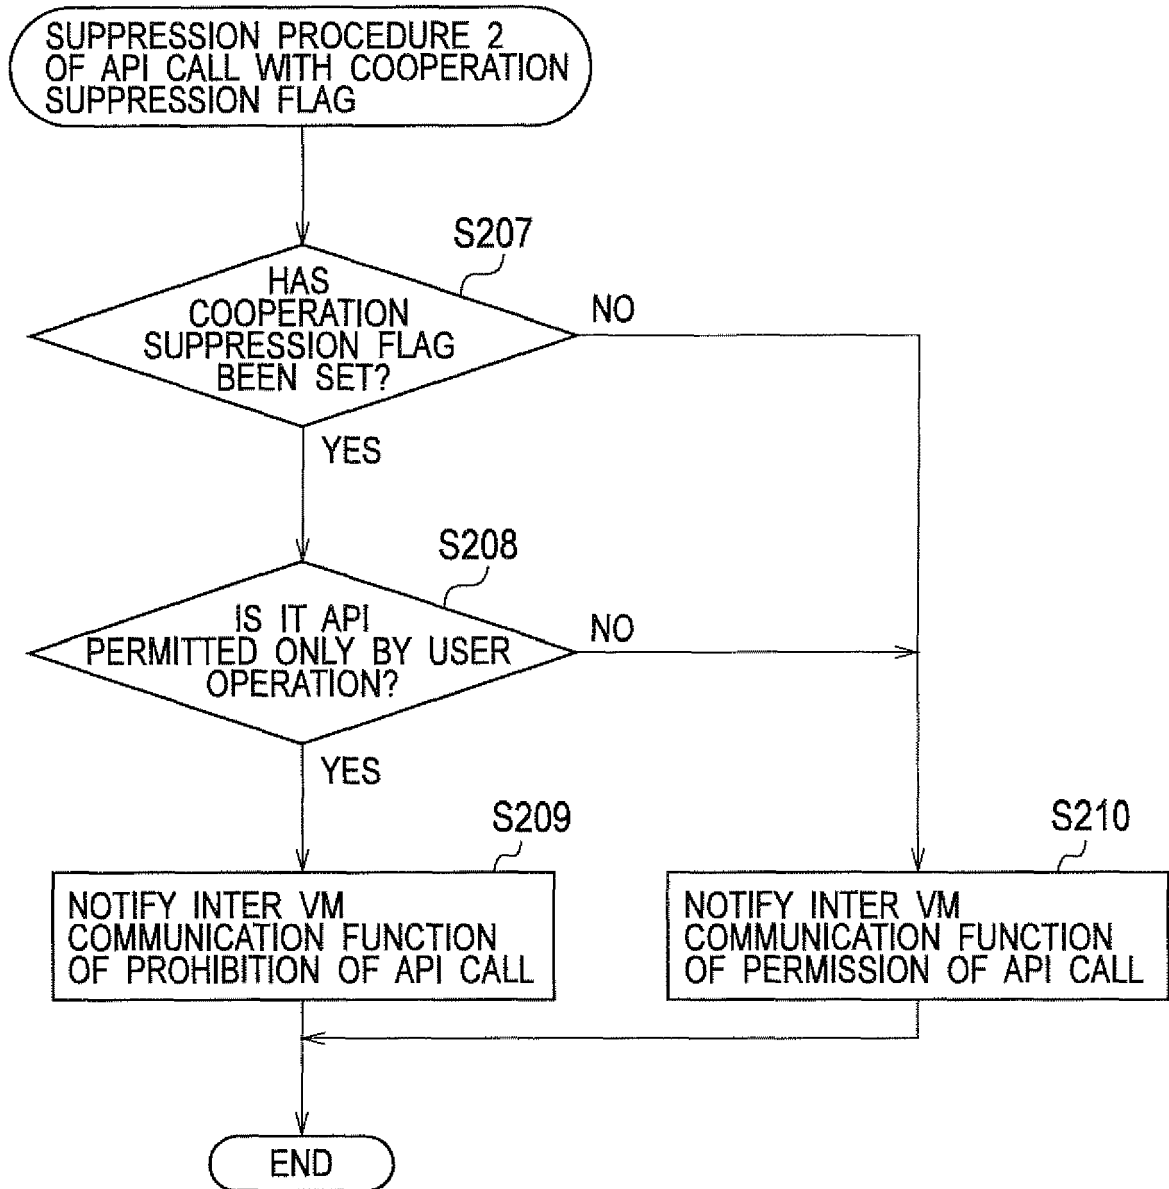 SUPPRESSION PROCEDURE 2
OF API CALL WITH COOPERATION
SUPPRESSION FLAG
S207
HAS
COOPERATION
SUPPRESSION FLAG
BEEN SET?
NO
YES
S208
IS IT API
PERMITTED ONLY BY USER
OPERATION?
NO
YES
S209
NOTIFY INTER VM
COMMUNICATION FUNCTION
OF PROHIBITION OF API CALL
S210
NOTIFY INTER VM
COMMUNICATION FUNCTION
OF PERMISSION OF API CALL
END